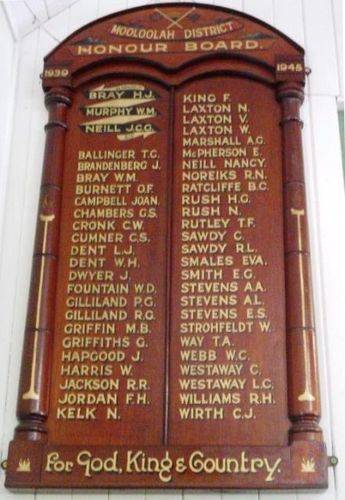 MOOLOOLAH DISTRICT
HONOUR BOARD.
1939
1945
BRAY H.J.
MURPHY W.M.
NEILL J.C.O.
BALLINGER T.G.
BRANDENBERG J.
BRAY W.M.
BURNETT O.F.
CAMPBELL JOAN.
CHAMBERS G.S.
CRONK C.W.
CUMNER C.S.
DENT L.J.
DENT W.H.
DWYER J.
FOUNTAIN W.D.
GILLILAND P.G.
GILLILAND R.O.
GRIFFIN M.B.
GRIFFITHS G.
HAPGOOD J.
HARRIS W.
JACKSON R.R.
JORDAN F.H.
KELK N.
KING F.
LAXTON N.
LAXTON V.
LAXTON W.
MARSHALL A.G.
McPHERSON E.
NEILL NANCY.
NOREIKS R.N.
RATCLIFFE B.C.
RUSH H.G.
RUSH N.
RUTLEY T.F.
SAWDY C.
SAWDY R.L.
SMALES EVA.
SMITH E.G.
STEVENS A.A.
STEVENS A.L.
STEVENS E.S.
STROHFELDT W.
WAY T.A.
WEBB W.C.
WESTAWAY C.
WESTAWAY L.C.
WILLIAMS R.H.
WIRTH C.J.
For God, King & Country.